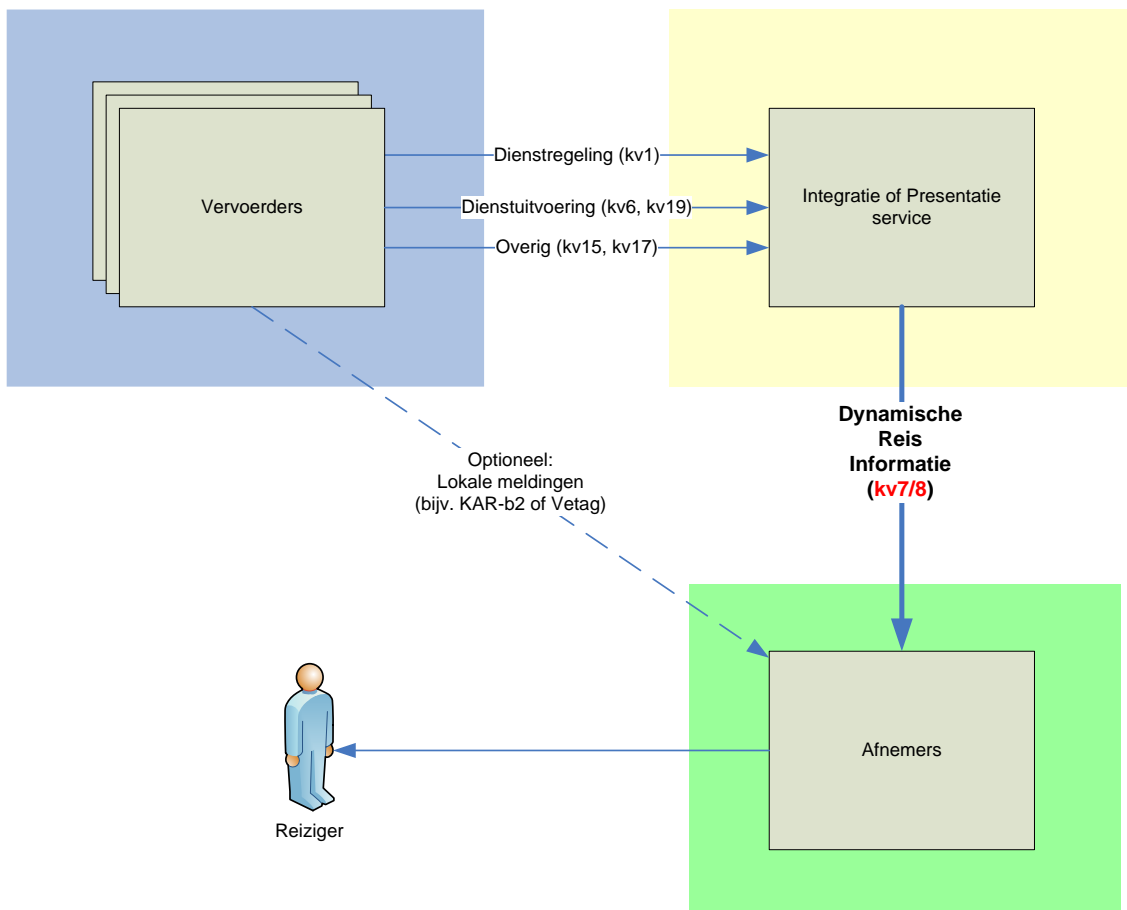 Vervoerders
Dienstregeling (kv1)
Dienstuitvoering (kv6, kv19)
Overig (kv15, kv17)
Integratie of Presentatie
service
Dynamische
Reis
Informatie
(kv7/8)
Optioneel:
Lokale meldingen
(bijv. KAR-b2 of Vetag)
Afnemers
Reiziger